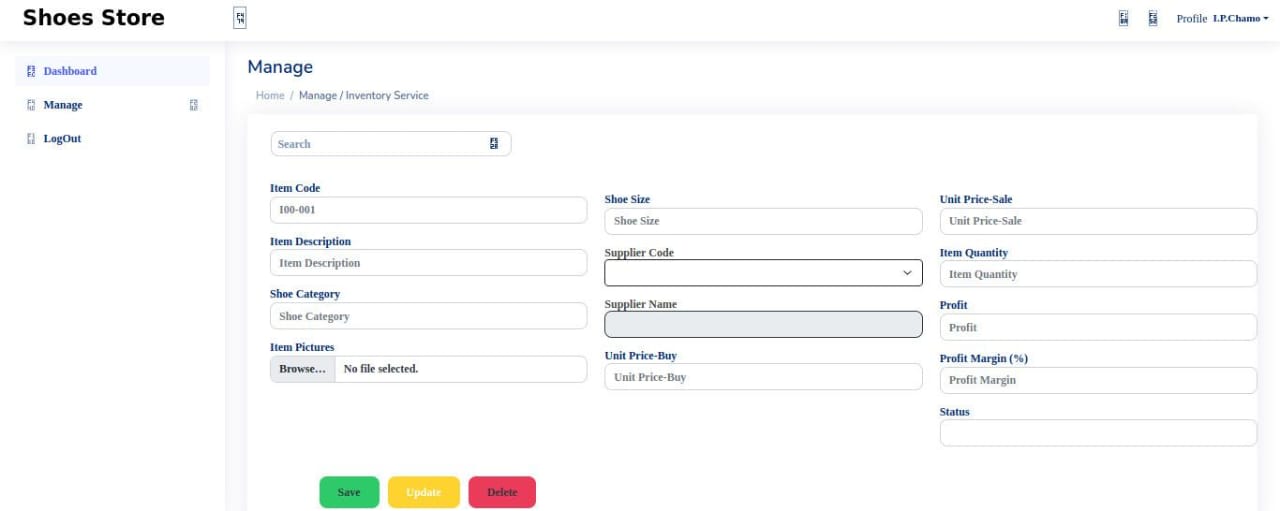 Shoes Store
Profile I.P.Chamo
Dashboard
Manage
LogOut
Manage
Home / Manage / Inventory Service
Search
Item Code
I00-001
Item Description
Item Description
Shoe Category
Shoe Category
Item Pictures
Browse... No file selected.
Shoe Size
Shoe Size
Supplier Code
Supplier Name
Unit Price-Buy
Unit Price-Buy
Unit Price-Sale
Unit Price-Sale
Item Quantity
Item Quantity
Profit
Profit
Profit Margin (%)
Profit Margin
Status
Save Update Delete